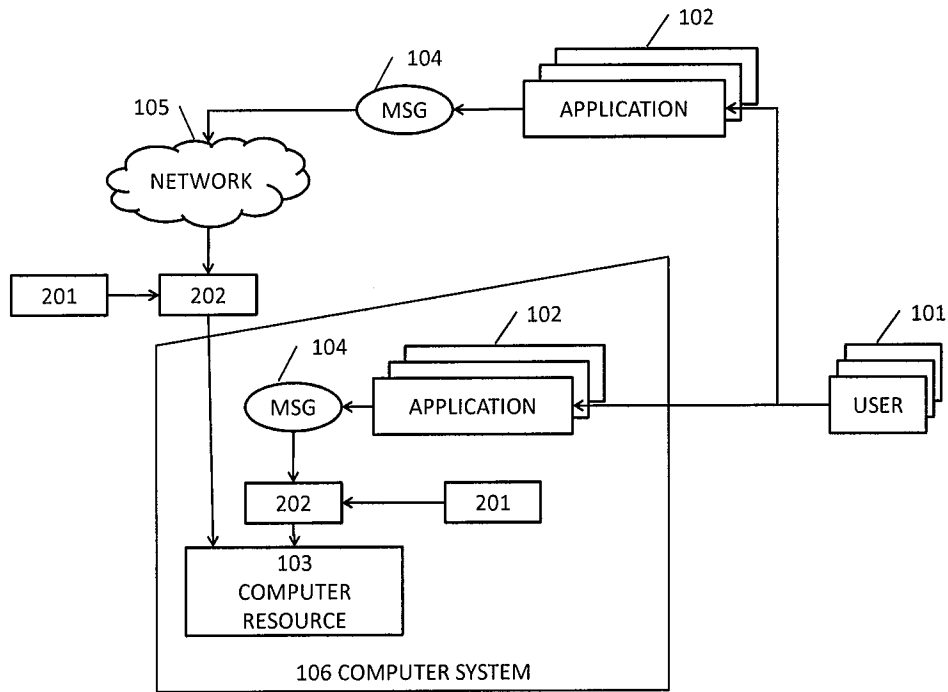 102
104
MSG
APPLICATION
105
NETWORK
201
202
102
104
101
MSG
APPLICATION
USER
202
201
103
COMPUTER
RESOURCE
106 COMPUTER SYSTEM